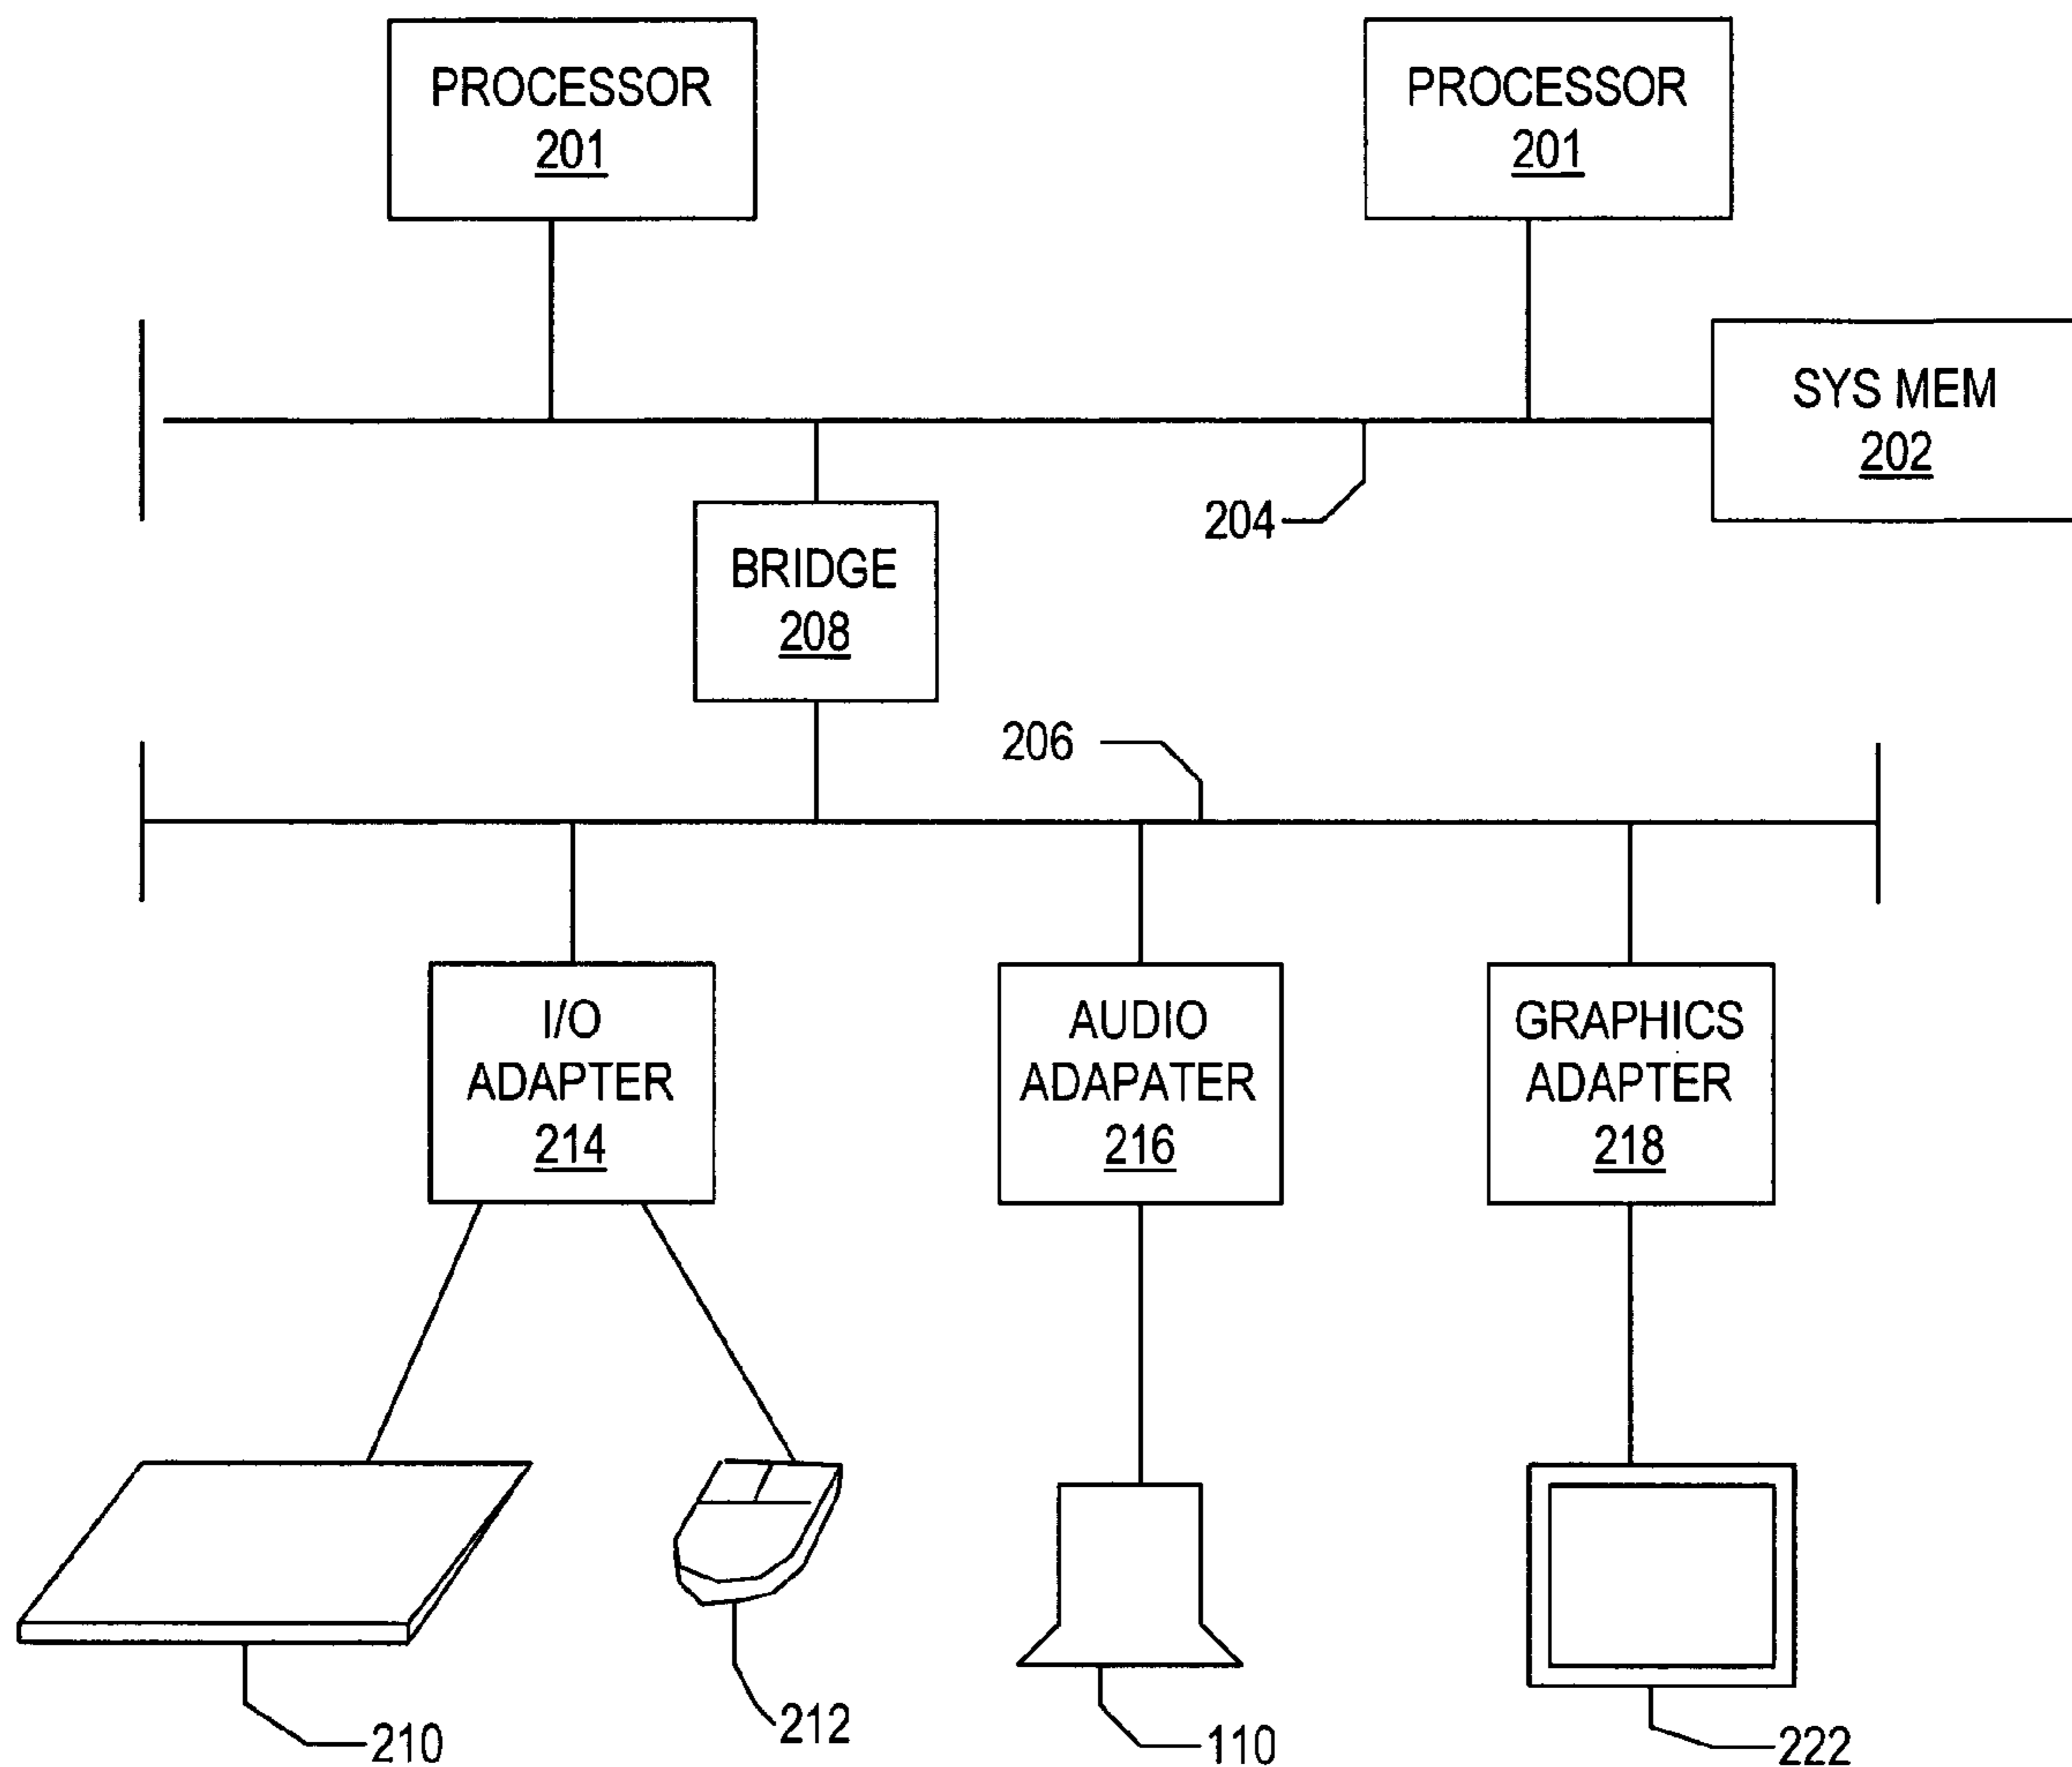 PROCESSOR
201
PROCESSOR
201
SYS MEM
202
204
BRIDGE
208
206
I/O
ADAPTER
214
AUDIO
ADAPATER
216
GRAPHICS
ADAPTER
218
210
212
110
222